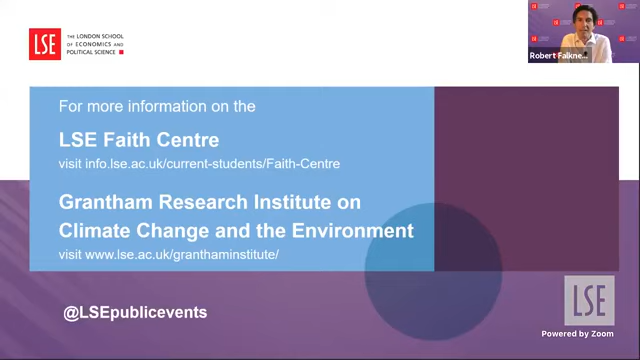 LSE
THE LONDON SCHOOL
OF ECONOMICS AND
POLITICAL SCIENCE
Robert Falkne...
For more information on the
LSE Faith Centre
visit info.lse.ac.uk/current-students/Faith-Centre
Grantham Research Institute on
Climate Change and the Environment
visit www.lse.ac.uk/granthaminstitute/
@LSEpublicevents
LSE
Powered by Zoom